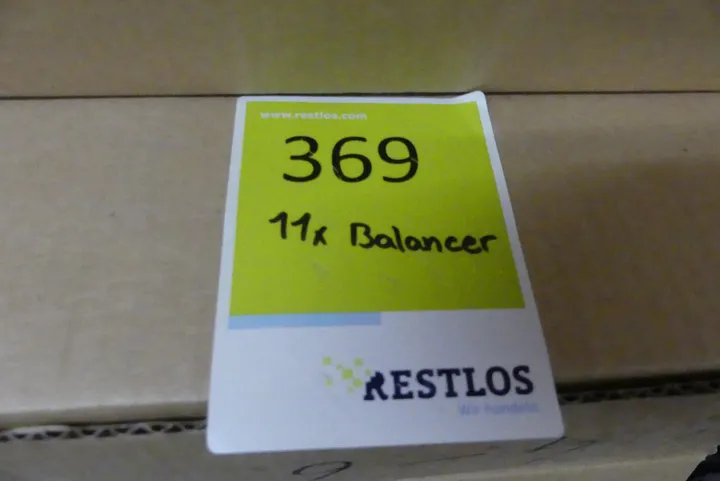 www.restlos.com
369
11x Balancer
RESTLOS
Wir handeln